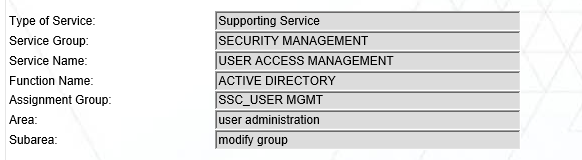 Type of Service: Supporting Service
Service Group: SECURITY MANAGEMENT
Service Name: USER ACCESS MANAGEMENT
Function Name: ACTIVE DIRECTORY
Assignment Group: SSC_USER MGMT
Area: user administration
Subarea: modify group